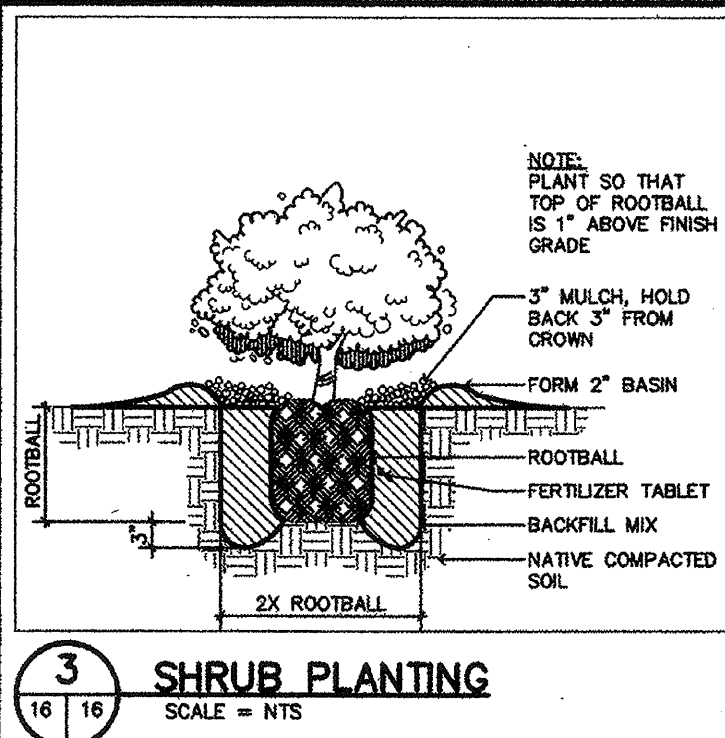 NOTE:
PLANT SO THAT
TOP OF ROOTBALL
IS 1" ABOVE FINISH
GRADE
3" MULCH, HOLD
BACK 3" FROM
CROWN
FORM 2" BASIN
ROOTBALL
FERTILIZER TABLET
BACKFILL MIX
NATIVE COMPACTED
SOIL
ROOTBALL
3"
2X ROOTBALL
3
16 16
SHRUB PLANTING
SCALE = NTS